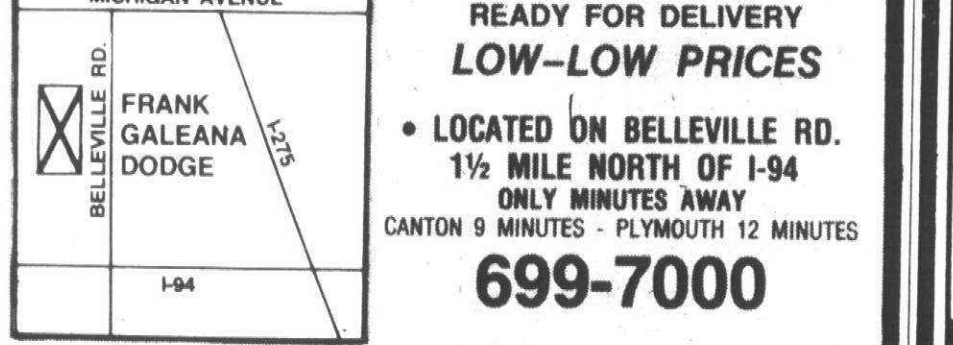 MICHIGAN AVENUE
BELLEVILLE RD.
FRANK
GALEANA
DODGE
I-275
I-94
READY FOR DELIVERY
LOW-LOW PRICES
• LOCATED ON BELLEVILLE RD.
1½ MILE NORTH OF I-94
ONLY MINUTES AWAY
CANTON 9 MINUTES - PLYMOUTH 12 MINUTES
699-7000